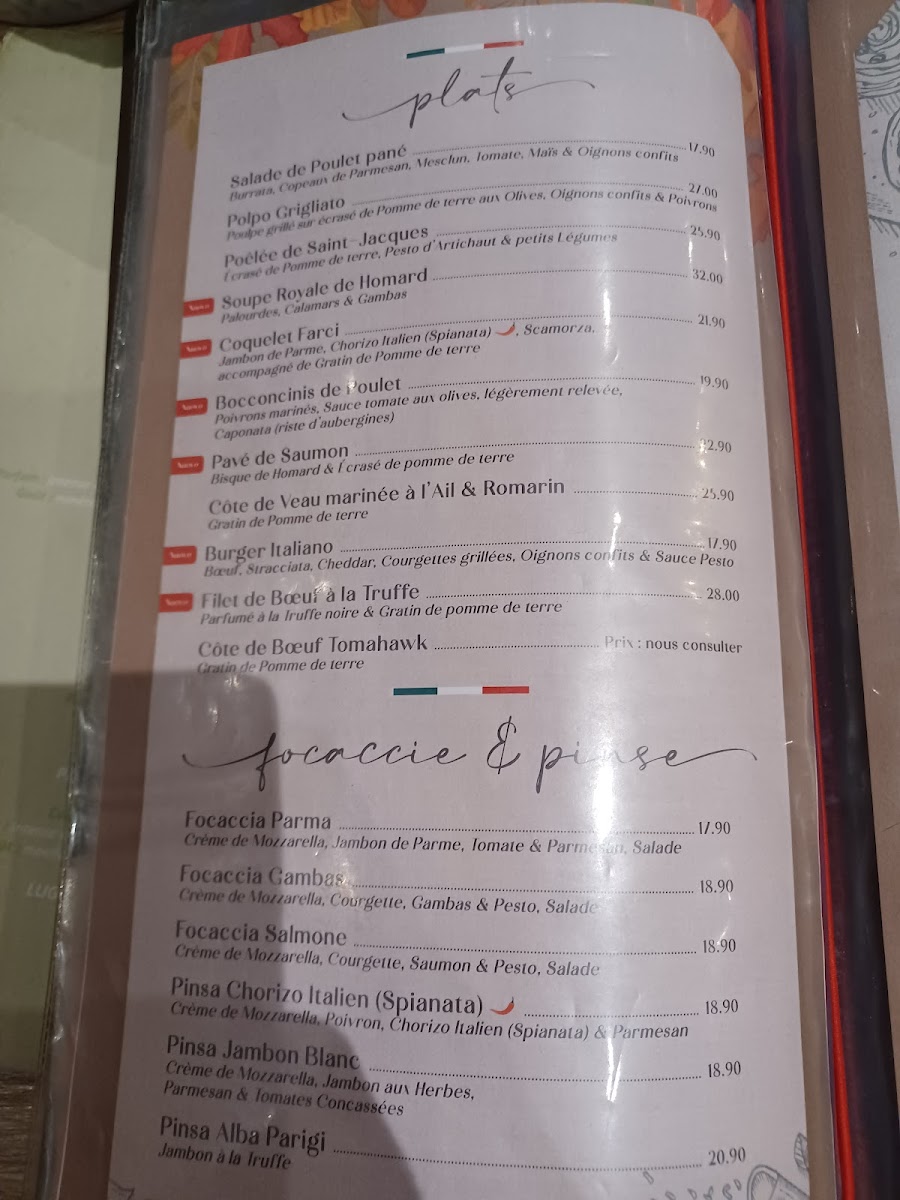 plats
Salade de Poulet pané 17.90
Burrata, Copeaux de Parmesan, Mesclun, Tomate, Maïs & Oignons confits
Polpo Grigliato 27.00
Poulpe grillé sur écrasé de Pomme de terre aux Olives, Oignons confits & Poivrons
Poêlée de Saint-Jacques 25.90
Écrasé de Pomme de terre, Pesto d'Artichaut & petits Légumes
Soupe Royale de Homard 32.00
Palourdes, Calamars & Gambas
Coquelet Farci 21.90
Jambon de Parme, Chorizo Italien (Spianata), Scamorza,
accompagné de Gratin de Pomme de terre
Bocconcinis de Poulet 19.90
Poivrons marinés, Sauce tomate aux olives, légèrement relevée,
Caponata (riste d'aubergines)
Pavé de Saumon 22.90
Bisque de Homard & Écrasé de pomme de terre
Côte de Veau marinée à l'Ail & Romarin 25.90
Gratin de Pomme de terre
Burger Italiano 17.90
Bœuf, Stracciata, Cheddar, Courgettes grillées, Oignons confits & Sauce Pesto
Filet de Bœuf à la Truffe 28.00
Parfumé à la Truffe noire & Gratin de pomme de terre
Côte de Bœuf Tomahawk Prix : nous consulter
Gratin de Pomme de terre
focaccie & pinse
Focaccia Parma 17.90
Crème de Mozzarella, Jambon de Parme, Tomate & Parmesan, Salade
Focaccia Gambas 18.90
Crème de Mozzarella, Courgette, Gambas & Pesto, Salade
Focaccia Salmone 18.90
Crème de Mozzarella, Courgette, Saumon & Pesto, Salade
Pinsa Chorizo Italien (Spianata) 18.90
Crème de Mozzarella, Poivron, Chorizo Italien (Spianata) & Parmesan
Pinsa Jambon Blanc 18.90
Crème de Mozzarella, Jambon aux Herbes,
Parmesan & Tomates Concassées
Pinsa Alba Parigi 20.90
Jambon à la Truffe